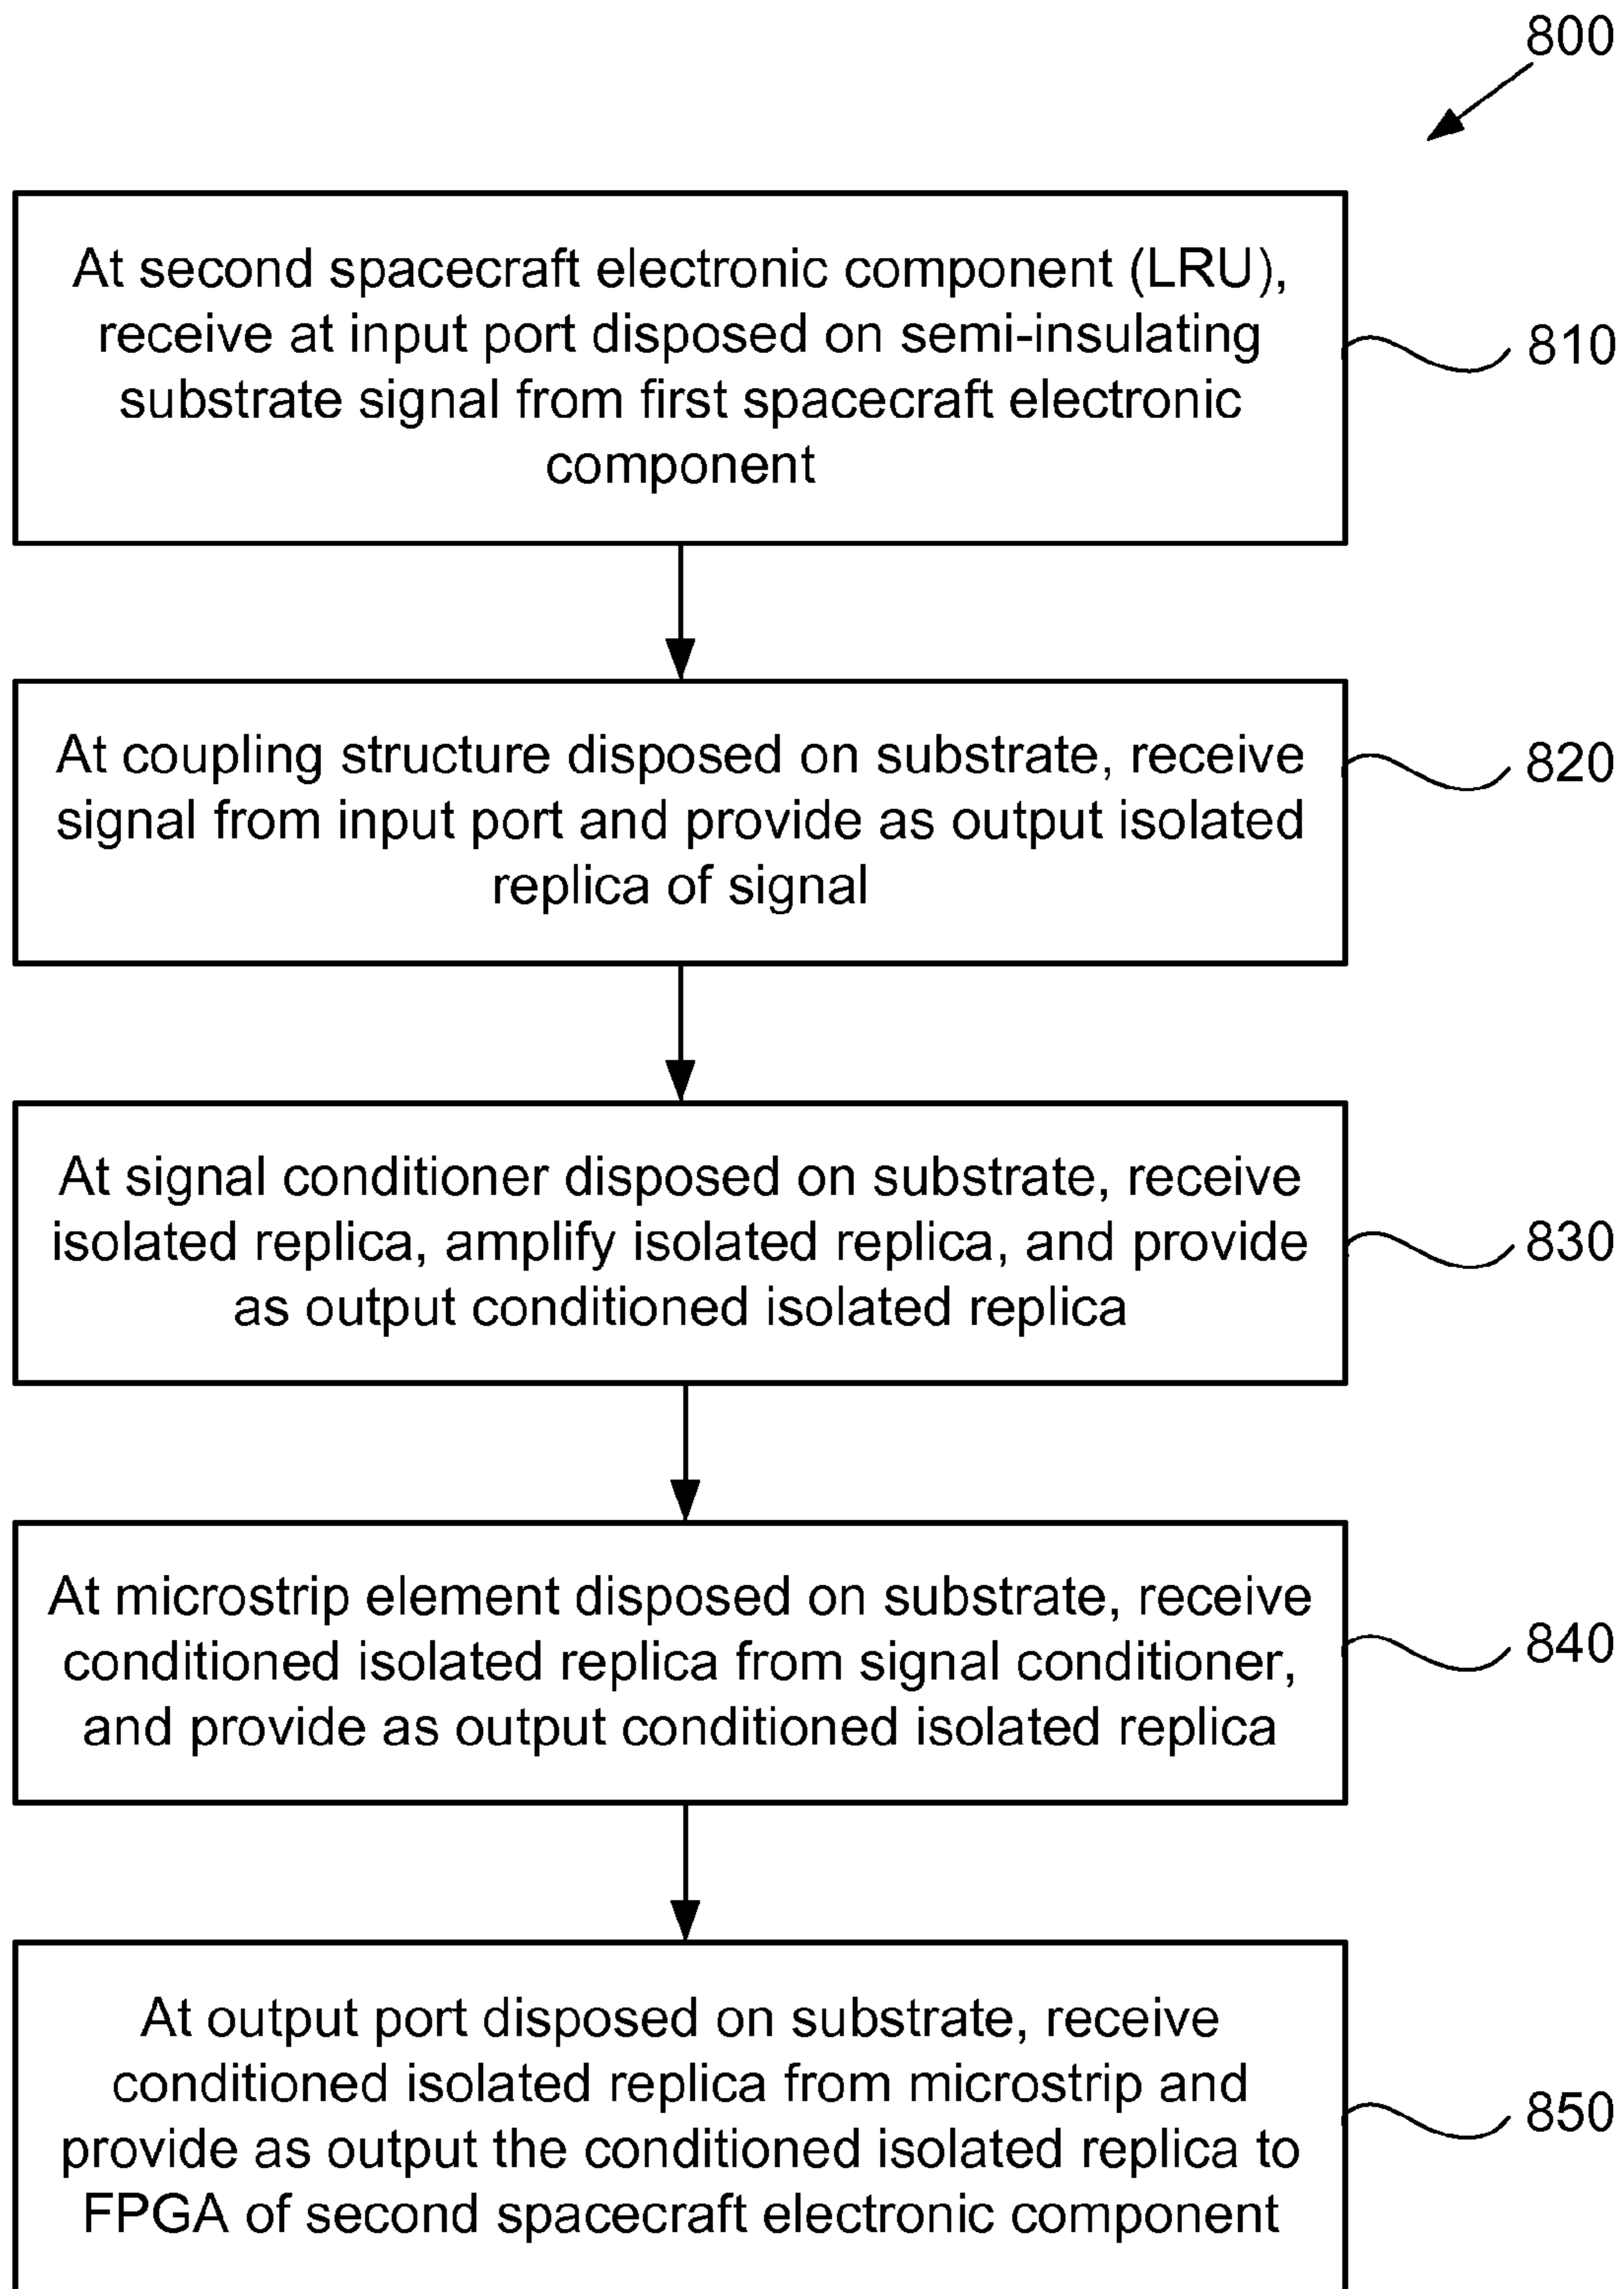 800
At second spacecraft electronic component (LRU),
receive at input port disposed on semi-insulating
substrate signal from first spacecraft electronic
component
810
At coupling structure disposed on substrate, receive
signal from input port and provide as output isolated
replica of signal
820
At signal conditioner disposed on substrate, receive
isolated replica, amplify isolated replica, and provide
as output conditioned isolated replica
830
At microstrip element disposed on substrate, receive
conditioned isolated replica from signal conditioner,
and provide as output conditioned isolated replica
840
At output port disposed on substrate, receive
conditioned isolated replica from microstrip and
provide as output the conditioned isolated replica to
FPGA of second spacecraft electronic component
850